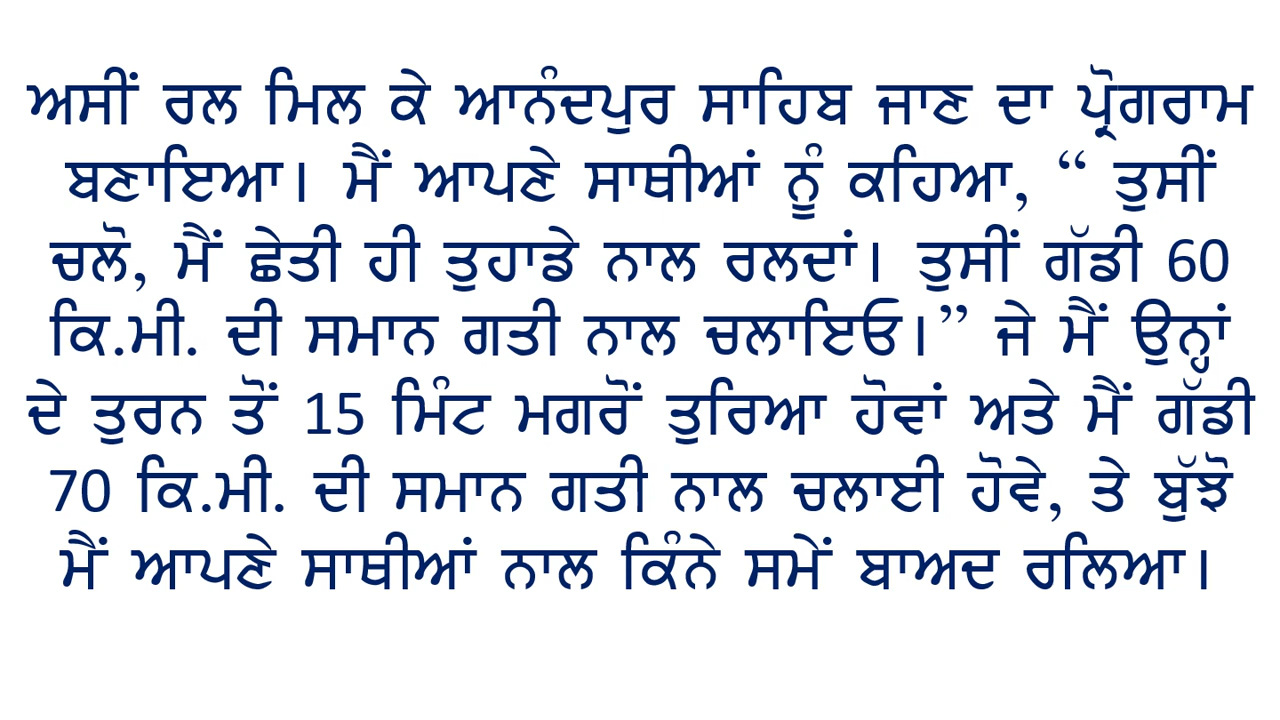 ਅਸੀਂ ਰਲ ਮਿਲ ਕੇ ਆਨੰਦਪੁਰ ਸਾਹਿਬ ਜਾਣ ਦਾ ਪ੍ਰੋਗਰਾਮ
ਬਣਾਇਆ। ਮੈਂ ਆਪਣੇ ਸਾਥੀਆਂ ਨੂੰ ਕਹਿਆ, “ ਤੁਸੀਂ
ਚਲੋ, ਮੈਂ ਛੇਤੀ ਹੀ ਤੁਹਾਡੇ ਨਾਲ ਰਲਦਾਂ। ਤੁਸੀਂ ਗੱਡੀ 60
ਕਿ.ਮੀ. ਦੀ ਸਮਾਨ ਗਤੀ ਨਾਲ ਚਲਾਇਓ।” ਜੇ ਮੈਂ ਉਨ੍ਹਾਂ
ਦੇ ਤੁਰਨ ਤੋਂ 15 ਮਿੰਟ ਮਗਰੋਂ ਤੁਰਿਆ ਹੋਵਾਂ ਅਤੇ ਮੈਂ ਗੱਡੀ
70 ਕਿ.ਮੀ. ਦੀ ਸਮਾਨ ਗਤੀ ਨਾਲ ਚਲਾਈ ਹੋਵੇ, ਤੇ ਬੁੱਝੋ
ਮੈਂ ਆਪਣੇ ਸਾਥੀਆਂ ਨਾਲ ਕਿੰਨੇ ਸਮੇਂ ਬਾਅਦ ਰਲਿਆ।